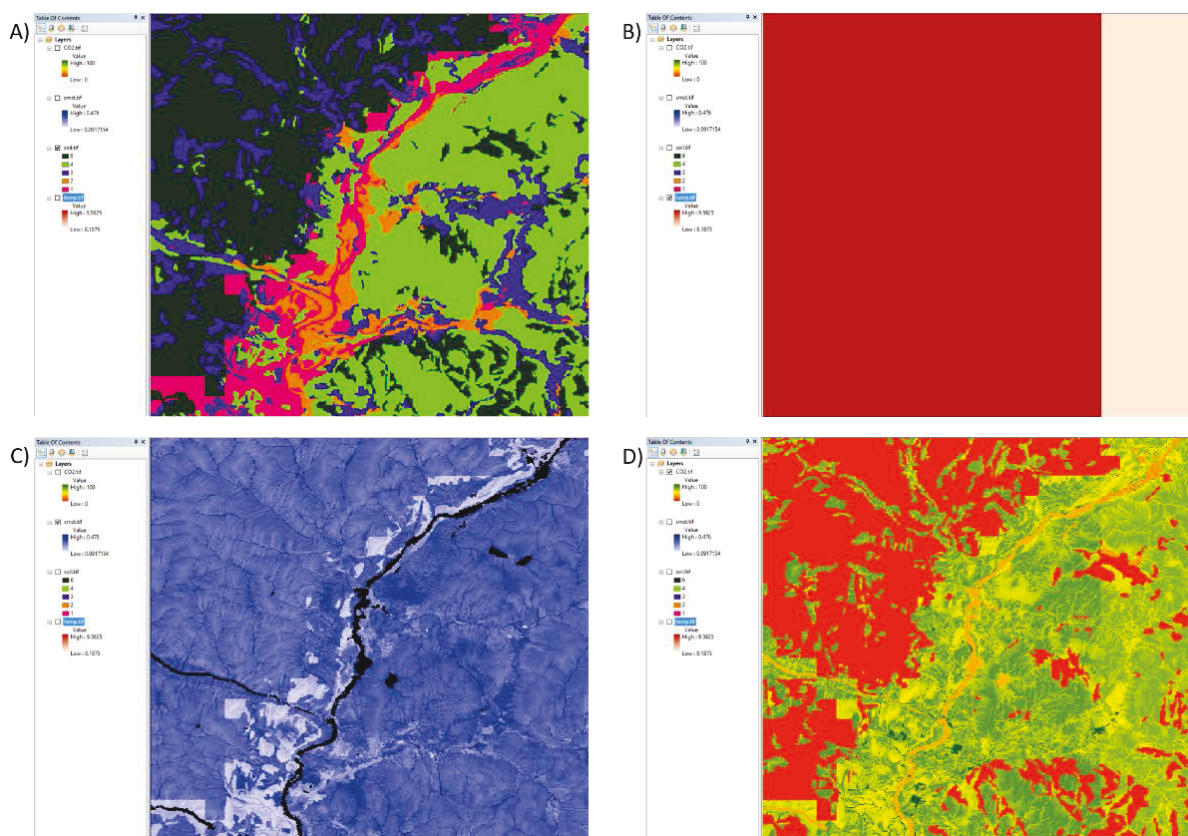 A)
Table Of Contents
Layers
CO2.tif
Value
High : 100
Low : 0
smst.tif
Value
High : 0.476
Low : 0.0917154
soil.tif
6
4
3
2
1
temp.tif
Value
High : 9.5625
Low : 8.1875
B)
Table Of Contents
Layers
CO2.tif
Value
High : 100
Low : 0
smst.tif
Value
High : 0.476
Low : 0.0917154
soil.tif
6
4
3
2
1
temp.tif
Value
High : 9.5625
Low : 8.1875
C)
Table Of Contents
Layers
CO2.tif
Value
High : 100
Low : 0
smst.tif
Value
High : 0.476
Low : 0.0917154
soil.tif
6
4
3
2
1
temp.tif
Value
High : 9.5625
Low : 8.1875
D)
Table Of Contents
Layers
CO2.tif
Value
High : 100
Low : 0
smst.tif
Value
High : 0.476
Low : 0.0917154
soil.tif
6
4
3
2
1
temp.tif
Value
High : 9.5625
Low : 8.1875